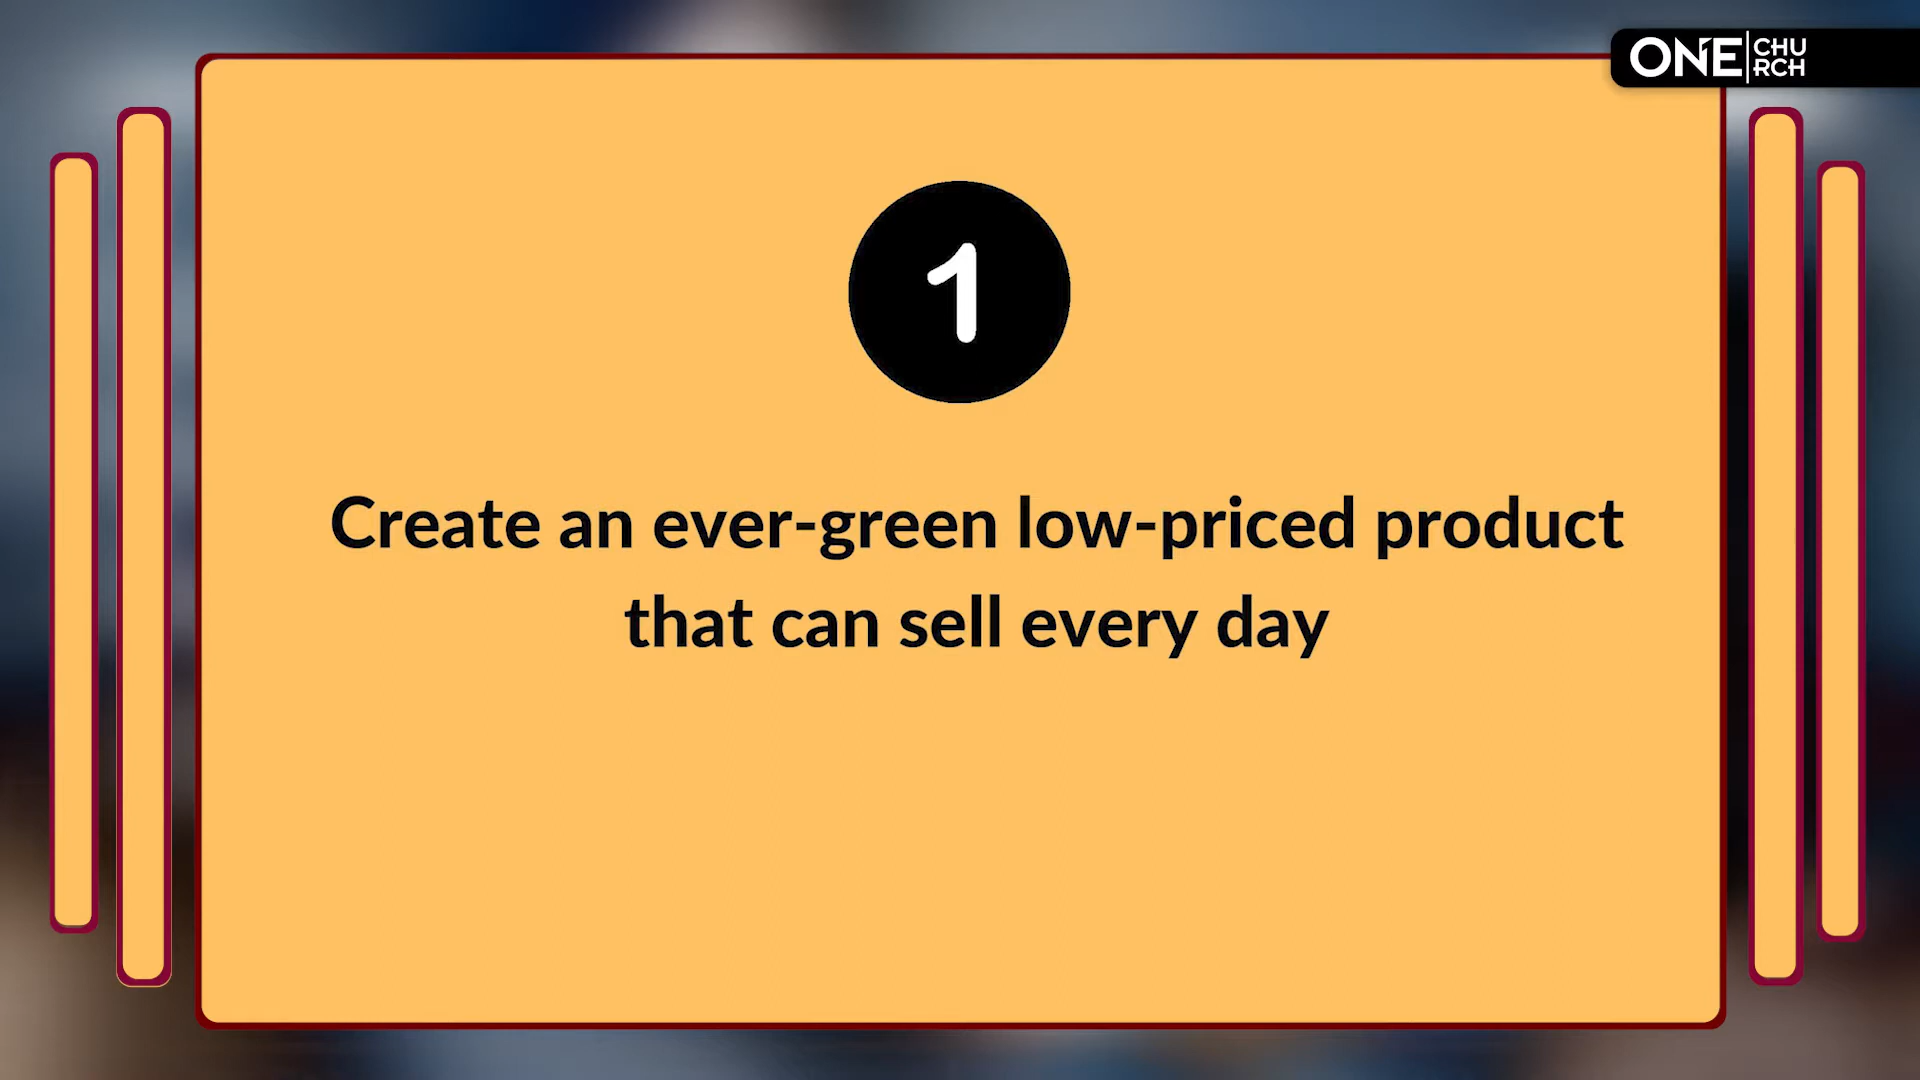 ONE CHU
RCH
1
Create an ever-green low-priced product
that can sell every day